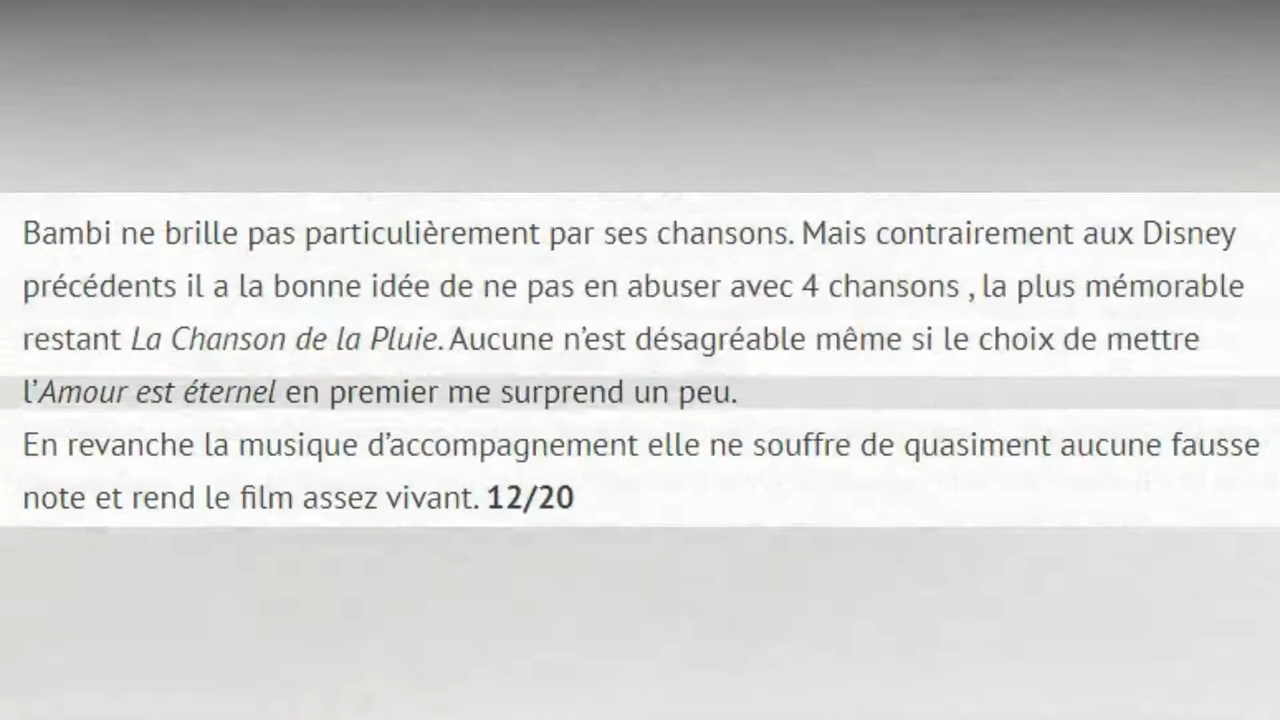 Bambi ne brille pas particulièrement par ses chansons. Mais contrairement aux Disney
précédents il a la bonne idée de ne pas en abuser avec 4 chansons , la plus mémorable
restant La Chanson de la Pluie. Aucune n’est désagréable même si le choix de mettre
l’Amour est éternel en premier me surprend un peu.
En revanche la musique d’accompagnement elle ne souffre de quasiment aucune fausse
note et rend le film assez vivant. 12/20